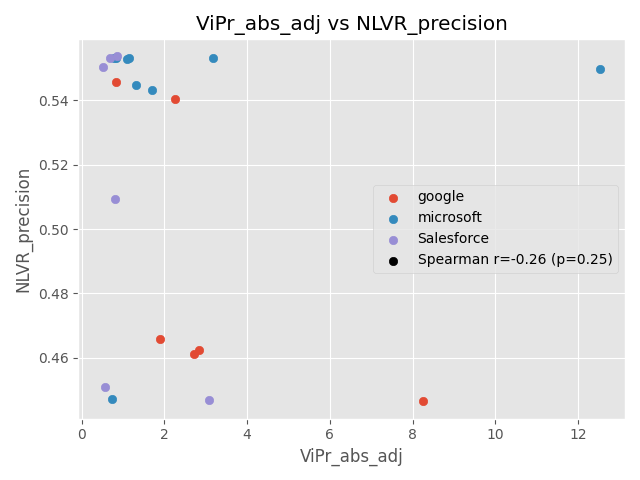 ViPr_abs_adj vs NLVR_precision
NLVR_precision
0.54
0.52
0.50
0.48
0.46
google
microsoft
Salesforce
Spearman r=-0.26 (p=0.25)
0
2
4
6
8
10
12
ViPr_abs_adj